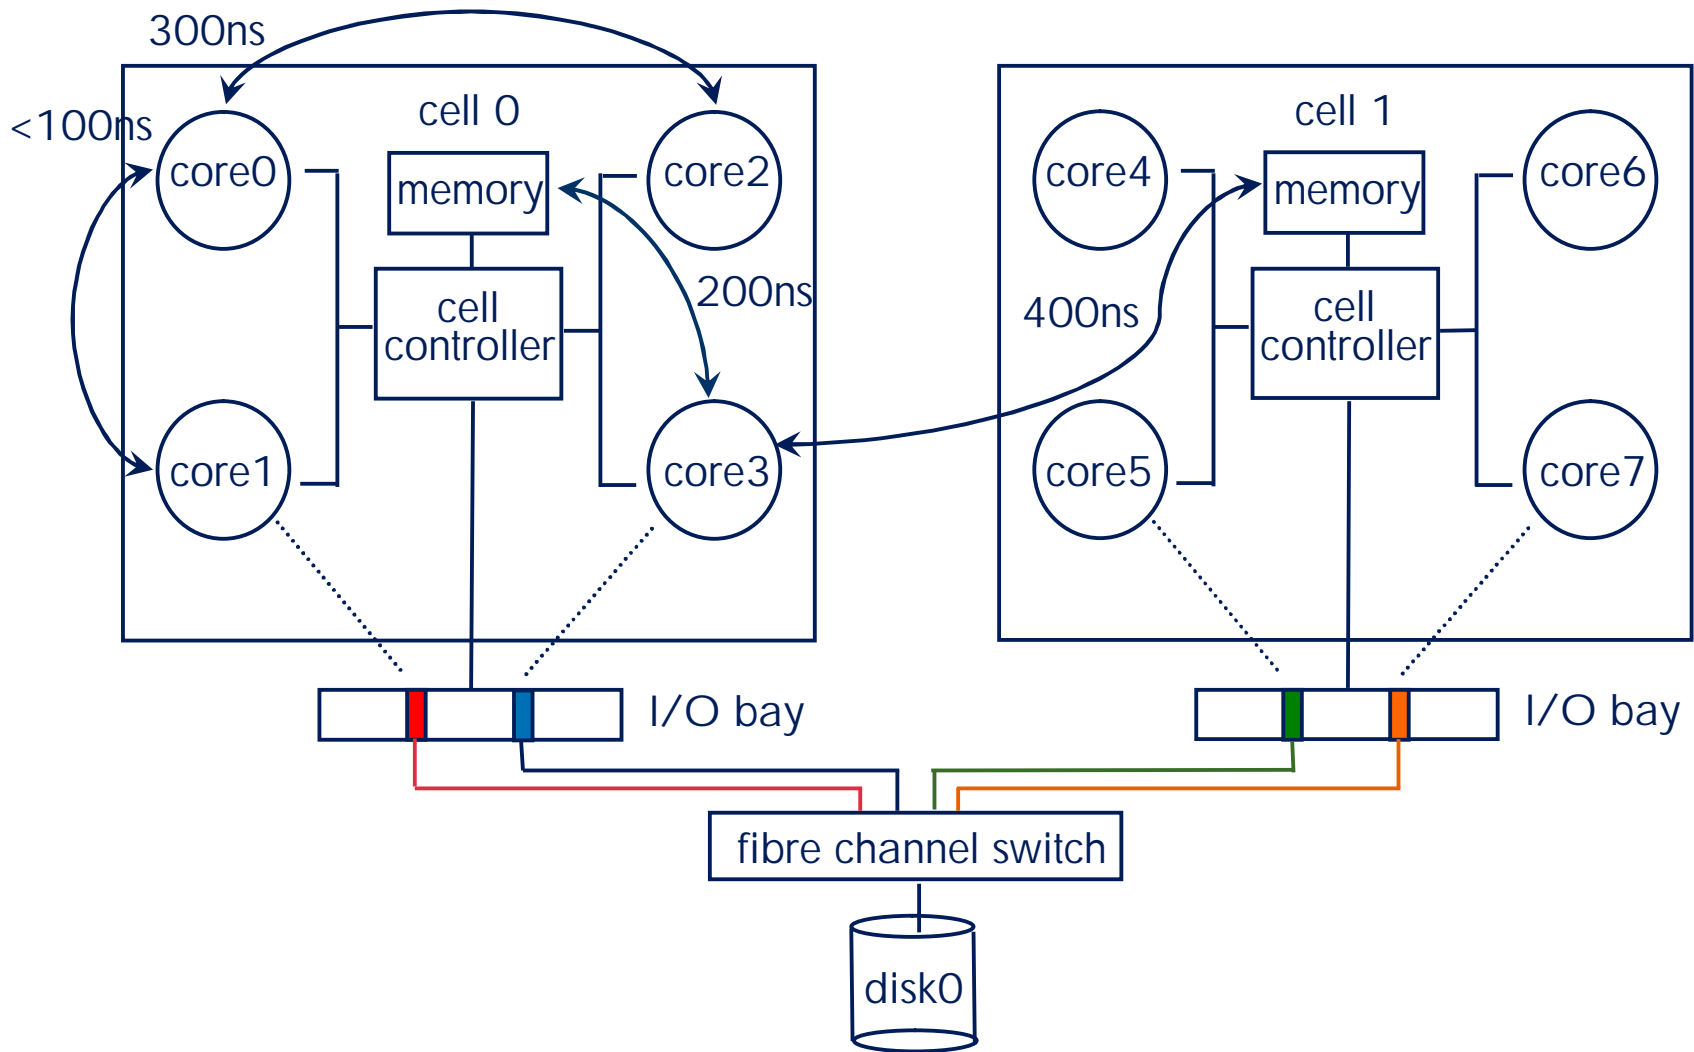 300ns
<100ns
cell 0
cell 1
core0
memory
core2
core4
memory
core6
200ns
400ns
cell
controller
cell
controller
core1
core3
core5
core7
I/O bay
I/O bay
fibre channel switch
disk0